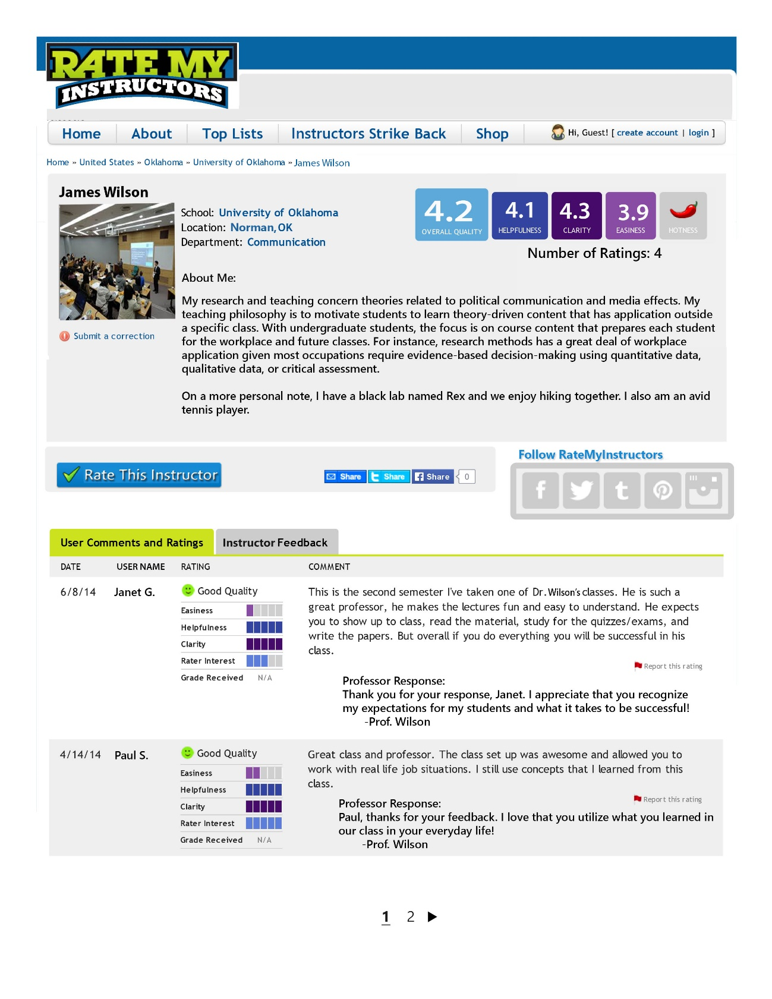 RATE MY
INSTRUCTORS
Home About Top Lists Instructors Strike Back Shop Hi, Guest! [ create account | login ]
Home » United States » Oklahoma » University of Oklahoma » James Wilson
James Wilson
School: University of Oklahoma
Location: Norman, OK
Department: Communication
4.2
OVERALL QUALITY
4.1
HELPFULNESS
4.3
CLARITY
3.9
EASINESS
HOTNESS
Number of Ratings: 4
Submit a correction
About Me:
My research and teaching concern theories related to political communication and media effects. My
teaching philosophy is to motivate students to learn theory-driven content that has application outside
a specific class. With undergraduate students, the focus is on course content that prepares each student
for the workplace and future classes. For instance, research methods has a great deal of workplace
application given most occupations require evidence-based decision-making using quantitative data,
qualitative data, or critical assessment.
On a more personal note, I have a black lab named Rex and we enjoy hiking together. I also am an avid
tennis player.
Rate This Instructor
Share Share Share 0
Follow RateMyInstructors
User Comments and Ratings Instructor Feedback
DATE USER NAME RATING COMMENT
6/8/14 Janet G. Good Quality
Easiness
Helpfulness
Clarity
Rater Interest
Grade Received N/A
This is the second semester I've taken one of Dr. Wilson's classes. He is such a
great professor, he makes the lectures fun and easy to understand. He expects
you to show up to class, read the material, study for the quizzes/exams, and
write the papers. But overall if you do everything you will be successful in his
class.
Report this rating
Professor Response:
Thank you for your response, Janet. I appreciate that you recognize
my expectations for my students and what it takes to be successful!
-Prof. Wilson
4/14/14 Paul S. Good Quality
Easiness
Helpfulness
Clarity
Rater Interest
Grade Received N/A
Great class and professor. The class set up was awesome and allowed you to
work with real life job situations. I still use concepts that I learned from this
class.
Report this rating
Professor Response:
Paul, thanks for your feedback. I love that you utilize what you learned in
our class in your everyday life!
-Prof. Wilson
1 2